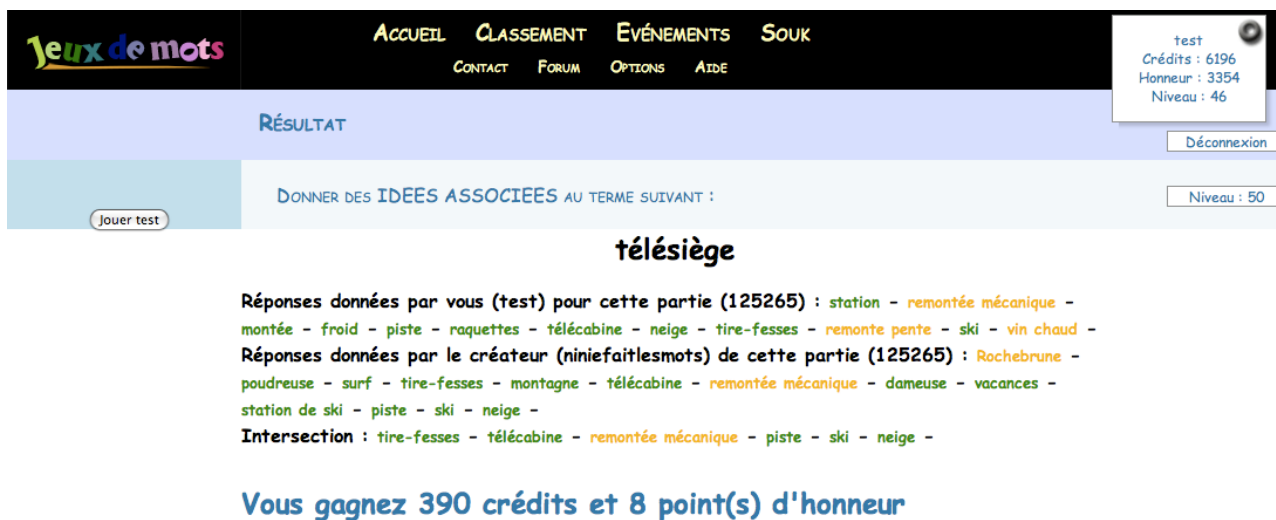 Jeux de mots
Accueil Classement Evénements Souk
Contact Forum Options Aide
test
Crédits : 6196
Honneur : 3354
Niveau : 46
Résultat
Déconnexion
Donner des IDEES ASSOCIEES au terme suivant :
Niveau : 50
Jouer test
télésiège
Réponses données par vous (test) pour cette partie (125265) : station - remontée mécanique -
montée - froid - piste - raquettes - télécabine - neige - tire-fesses - remonte pente - ski - vin chaud -
Réponses données par le créateur (niniefaitlesmots) de cette partie (125265) : Rochebrune -
poudreuse - surf - tire-fesses - montagne - télécabine - remontée mécanique - dameuse - vacances -
station de ski - piste - ski - neige -
Intersection : tire-fesses - télécabine - remontée mécanique - piste - ski - neige -
Vous gagnez 390 crédits et 8 point(s) d'honneur